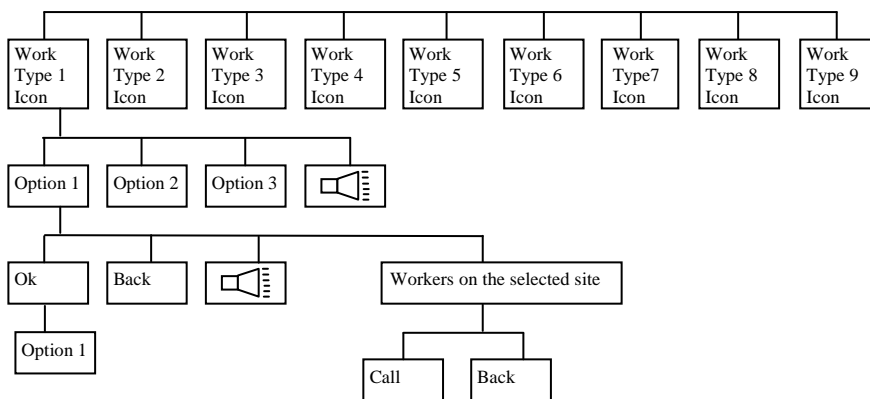 Work
Type 1
Icon
Work
Type 2
Icon
Work
Type 3
Icon
Work
Type 4
Icon
Work
Type 5
Icon
Work
Type 6
Icon
Work
Type7
Icon
Work
Type 8
Icon
Work
Type 9
Icon
Option 1
Option 2
Option 3
Ok
Back
Workers on the selected site
Option 1
Call
Back